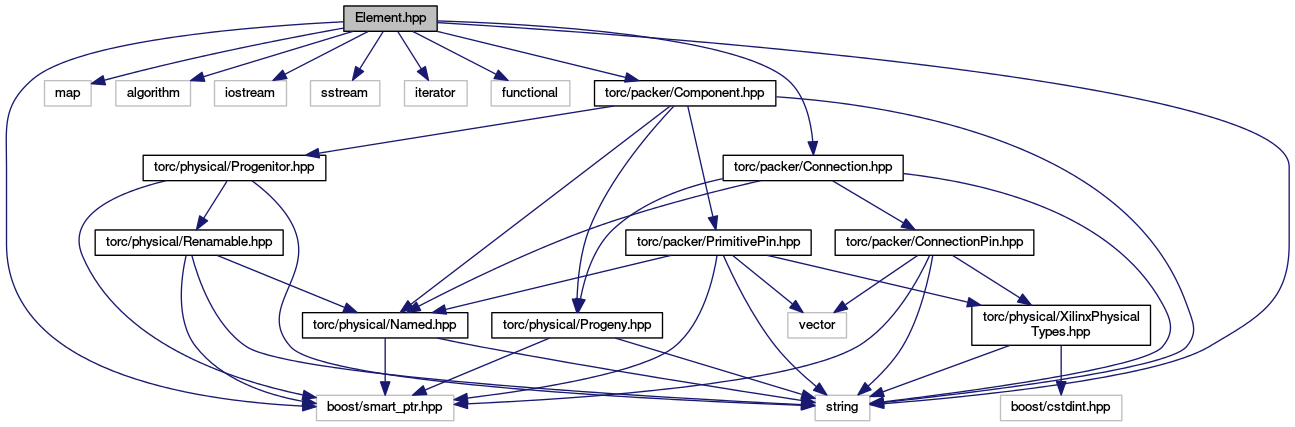 Element.hpp
map
algorithm
iostream
sstream
iterator
functional
torc/packer/Component.hpp
torc/physical/Progenitor.hpp
torc/packer/Connection.hpp
torc/physical/Renamable.hpp
torc/packer/PrimitivePin.hpp
torc/packer/ConnectionPin.hpp
torc/physical/Named.hpp
torc/physical/Progeny.hpp
vector
torc/physical/XilinxPhysical
Types.hpp
boost/smart_ptr.hpp
string
boost/cstdint.hpp